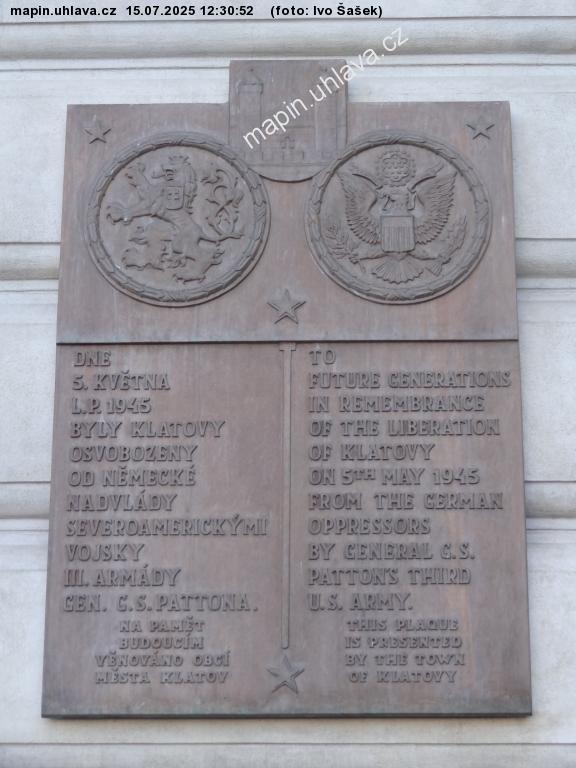 mapin.uhlava.cz 15.07.2025 12:30:52 (foto: Ivo Šašek)
mapin.uhlava.cz
DNE
5. KVĚTNA
L.P. 1945
BYLY KLATOVY
OSVOBOZENY
OD NĚMECKÉ
NADVLÁDY
SEVEROAMERICKÝMI
VOJSKY
III. ARMÁDY
GEN. G.S. PATTONA.
NA PAMĚT
BUDOUCÍM
VĚNOVÁNO OBCÍ
MĚSTA KLATOV
TO
FUTURE GENERATIONS
IN REMEMBRANCE
OF THE LIBERATION
OF KLATOVY
ON 5TH MAY 1945
FROM THE GERMAN
OPPRESSORS
BY GENERAL G.S.
PATTON'S THIRD
U.S. ARMY.
THIS PLAQUE
IS PRESENTED
BY THE TOWN
OF KLATOVY